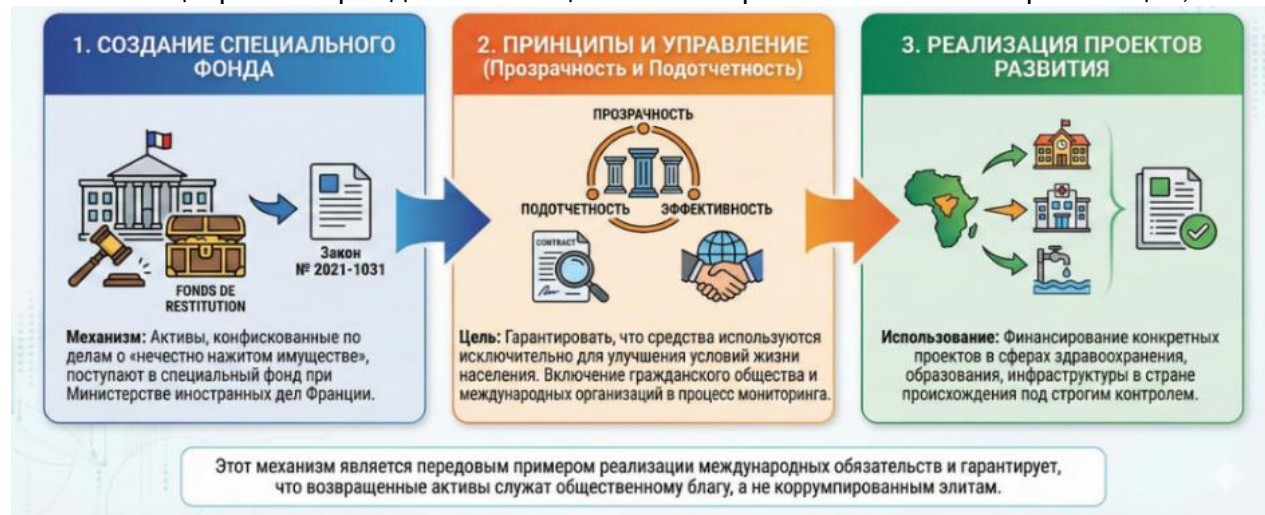 1. СОЗДАНИЕ СПЕЦИАЛЬНОГО
ФОНДА
Закон
№ 2021-1031
FONDS DE
RESTITUTION
Механизм: Активы, конфискованные по
делам о «нечестно нажитом имуществе»,
поступают в специальный фонд при
Министерстве иностранных дел Франции.
2. ПРИНЦИПЫ И УПРАВЛЕНИЕ
(Прозрачность и Подотчетность)
ПРОЗРАЧНОСТЬ
ПОДОТЧЕТНОСТЬ ЭФФЕКТИВНОСТЬ
CONTRACT
Цель: Гарантировать, что средства используются
исключительно для улучшения условий жизни
населения. Включение гражданского общества и
международных организаций в процесс мониторинга.
3. РЕАЛИЗАЦИЯ ПРОЕКТОВ
РАЗВИТИЯ
Использование: Финансирование конкретных
проектов в сферах здравоохранения,
образования, инфраструктуры в стране
происхождения под строгим контролем.
Этот механизм является передовым примером реализации международных обязательств и гарантирует,
что возвращенные активы служат общественному благу, а не коррумпированным элитам.